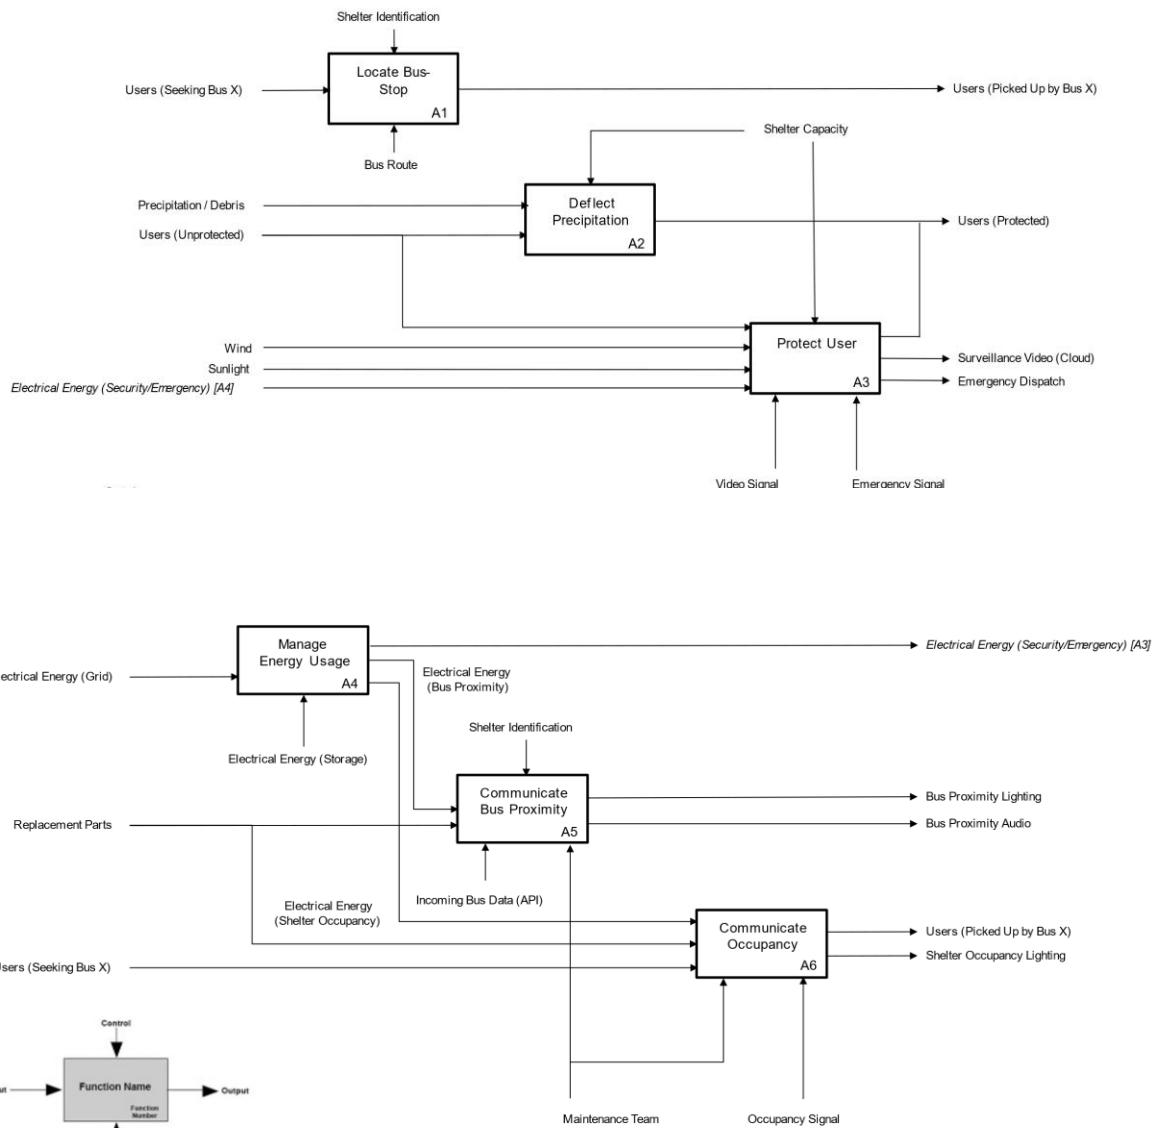 Shelter Identification
Locate Bus-
Stop
A1
Users (Seeking Bus X)
Users (Picked Up by Bus X)
Bus Route
Shelter Capacity
Precipitation / Debris
Deflect
Precipitation
A2
Users (Unprotected)
Users (Protected)
Wind
Sunlight
Electrical Energy (Security/Emergency) [A4]
Protect User
A3
Surveillance Video (Cloud)
Emergency Dispatch
Video Signal
Emergency Signal
Manage
Energy Usage
A4
Electrical Energy (Security/Emergency) [A3]
ectrical Energy (Grid)
Electrical Energy
(Bus Proximity)
Electrical Energy (Storage)
Shelter Identification
Communicate
Bus Proximity
A5
Bus Proximity Lighting
Bus Proximity Audio
Replacement Parts
Incoming Bus Data (API)
Electrical Energy
(Shelter Occupancy)
Communicate
Occupancy
A6
Users (Picked Up by Bus X)
Shelter Occupancy Lighting
Users (Seeking Bus X)
Control
Function Name
Function
Number
Output
Maintenance Team
Occupancy Signal